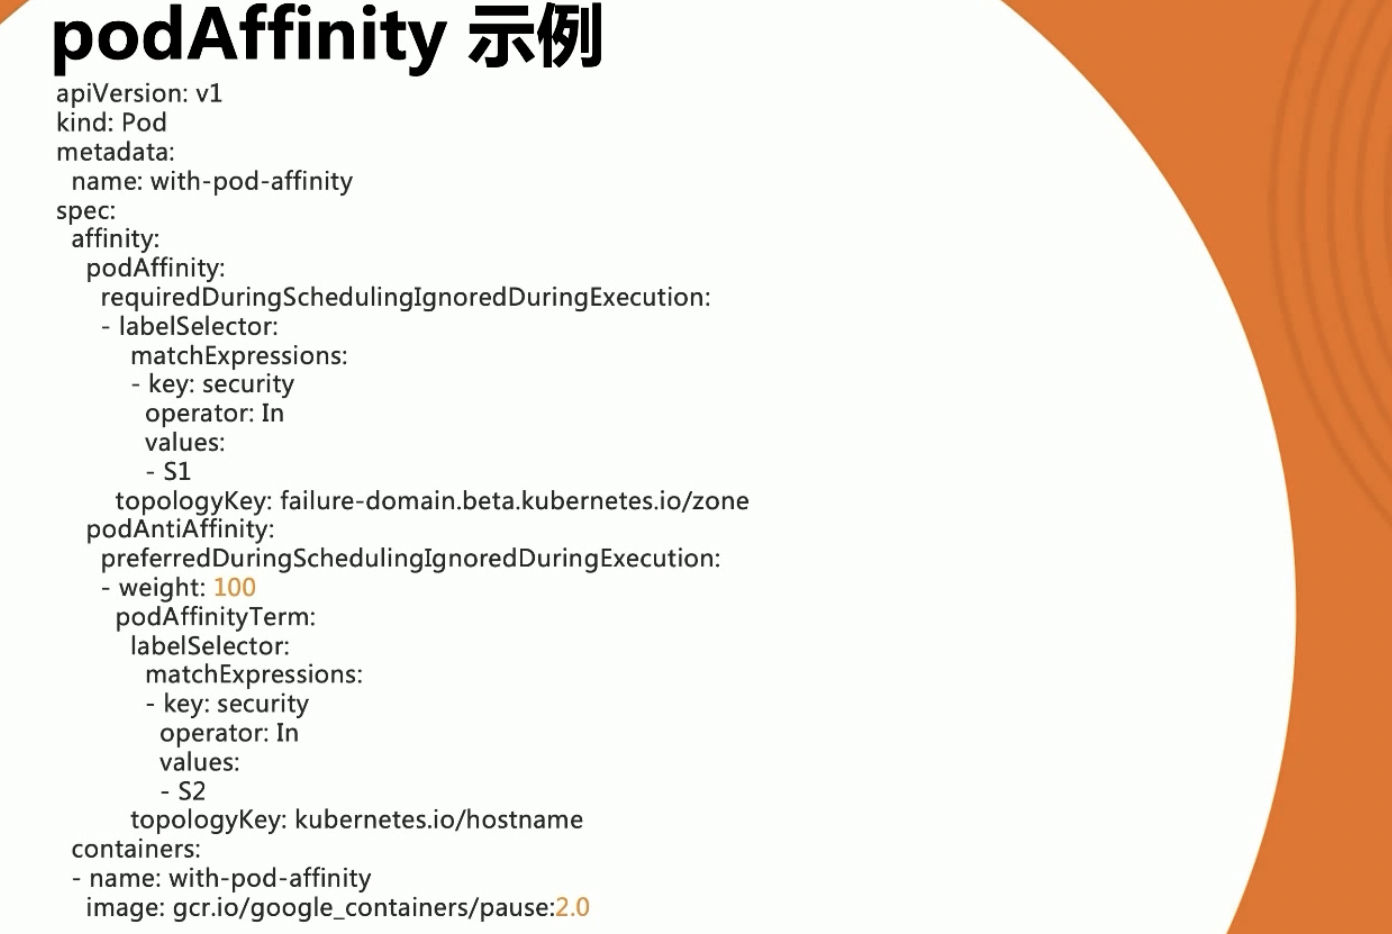 podAffinity 示例
apiVersion: v1
kind: Pod
metadata:
  name: with-pod-affinity
spec:
  affinity:
    podAffinity:
      requiredDuringSchedulingIgnoredDuringExecution:
      - labelSelector:
          matchExpressions:
          - key: security
            operator: In
            values:
            - S1
        topologyKey: failure-domain.beta.kubernetes.io/zone
    podAntiAffinity:
      preferredDuringSchedulingIgnoredDuringExecution:
      - weight: 100
        podAffinityTerm:
          labelSelector:
            matchExpressions:
            - key: security
              operator: In
              values:
              - S2
          topologyKey: kubernetes.io/hostname
  containers:
  - name: with-pod-affinity
    image: gcr.io/google_containers/pause:2.0